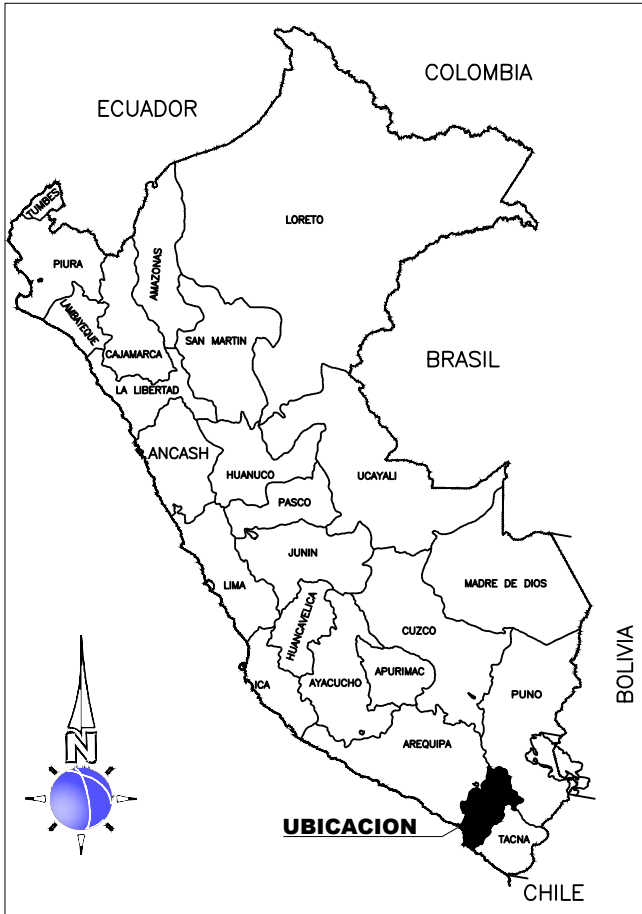 COLOMBIA
ECUADOR
TUMBES
LORETO
PIURA
AMAZONAS
LAMBAYEQUE
SAN MARTIN
CAJAMARCA
BRASIL
LA LIBERTAD
ANCASH
HUANUCO
UCAYALI
PASCO
JUNIN
LIMA
MADRE DE DIOS
HUANCAVELICA
CUZCO
BOLIVIA
APURIMAC
ICA
AYACUCHO
PUNO
AREQUIPA
N
UBICACION
TACNA
CHILE